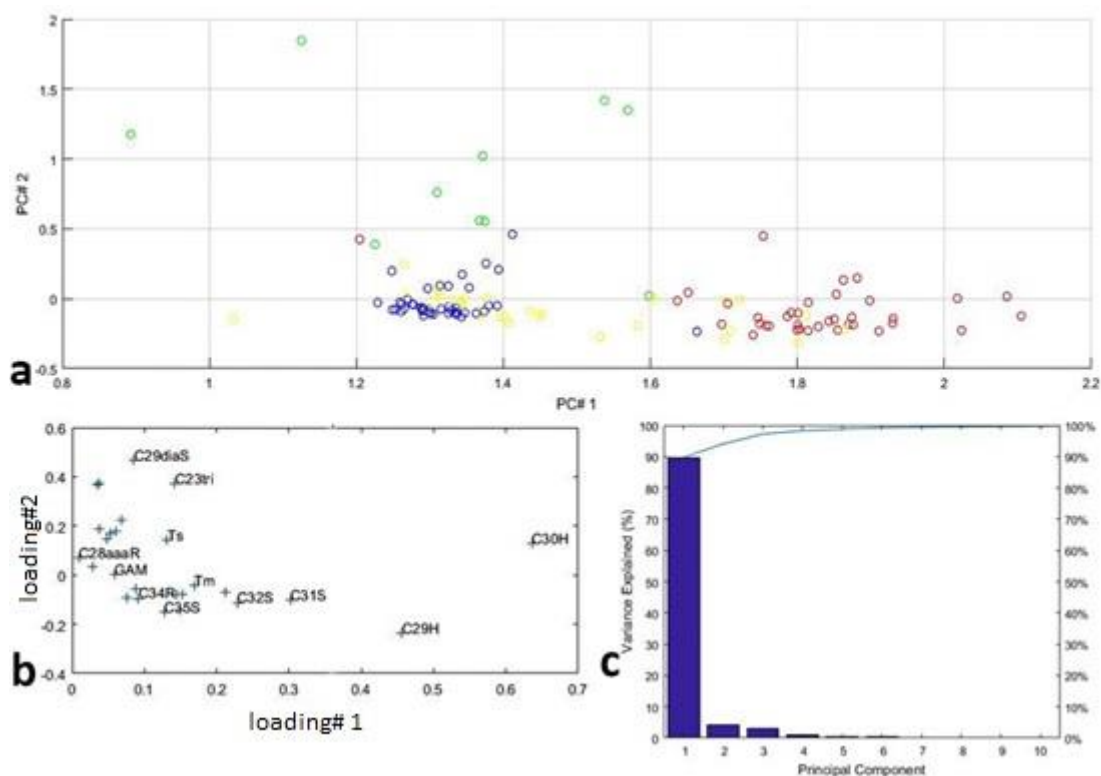 2
1.5
1
0.5
0
-0.5
PC# 2
0.8
1
1.2
1.4
1.6
1.8
2
2.2
PC# 1
a
0.6
0.4
0.2
0
-0.2
-0.4
loading#2
C29diaS
C23tri
Ts
C30H
C28aaaR
GAM
Tm
C34R
C35S
C32S
C31S
C29H
0
0.1
0.2
0.3
0.4
0.5
0.6
0.7
loading# 1
b
100
90
80
70
60
50
40
30
20
10
0
Variance Explained (%)
100%
90%
80%
70%
60%
50%
40%
30%
20%
10%
0%
1 2 3 4 5 6 7 8 9 10
Principal Component
c